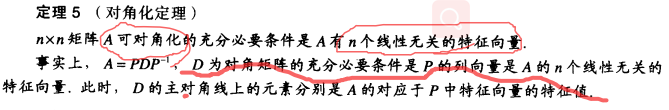 定理 5 （对角化定理）
n×n 矩阵 A 可对角化的充分必要条件是 A 有 n 个线性无关的特征向量.
事实上， A=PDP⁻¹， D 为对角矩阵的充分必要条件是 P 的列向量是 A 的 n 个线性无关的
特征向量. 此时， D 的主对角线上的元素分别是 A 的对应于 P 中特征向量的特征值.